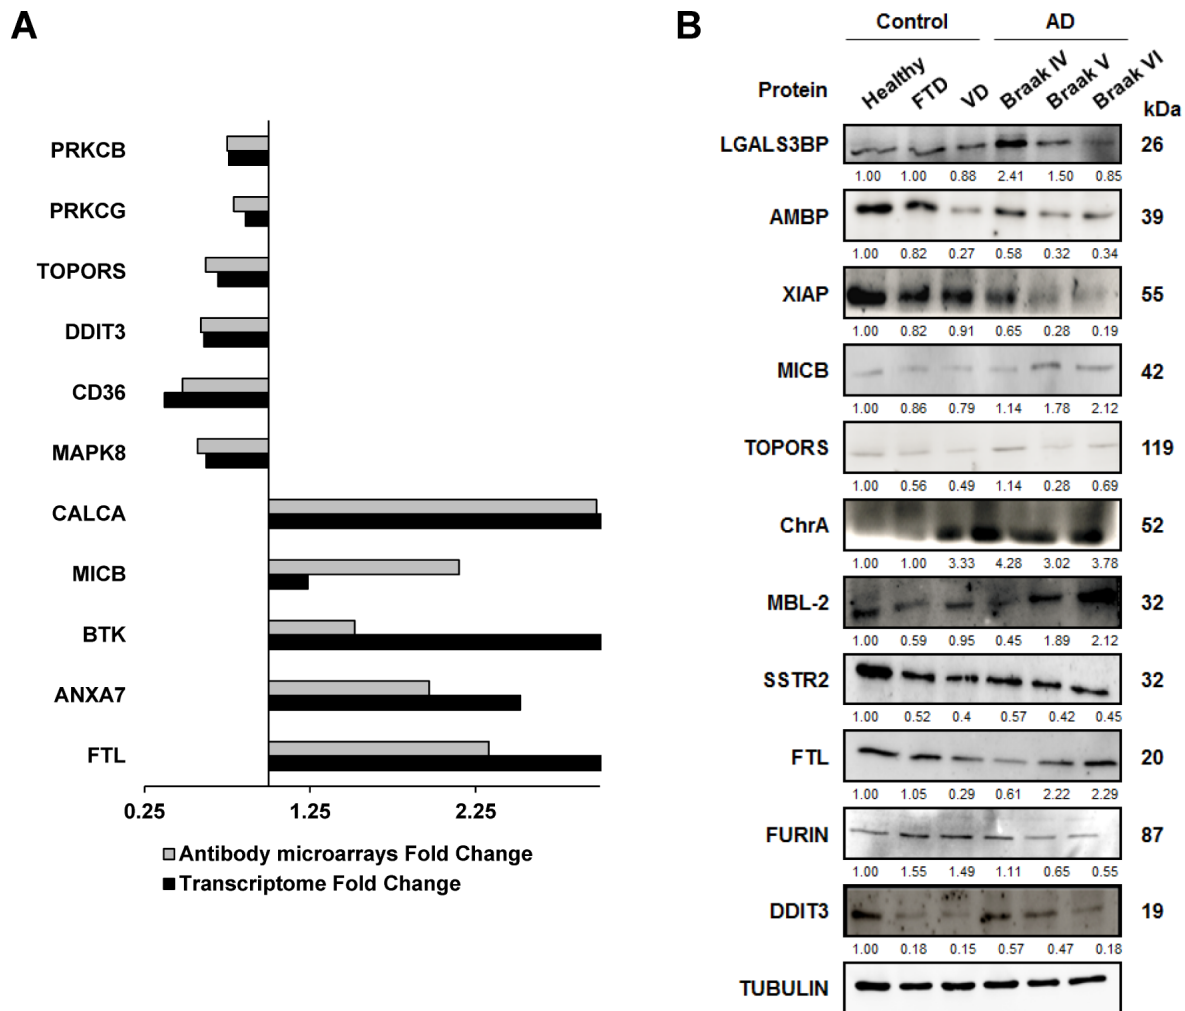 A
PRKCB
PRKCG
TOPORS
DDIT3
CD36
MAPK8
CALCA
MICB
BTK
ANXA7
FTL
0.25 1.25 2.25
Antibody microarrays Fold Change
Transcriptome Fold Change
B
Control AD
Protein Healthy FTD VD Braak IV Braak V Braak VI kDa
LGALS3BP 26
1.00 1.00 0.88 2.41 1.50 0.85
AMBP 39
1.00 0.82 0.27 0.58 0.32 0.34
XIAP 55
1.00 0.82 0.91 0.65 0.28 0.19
MICB 42
1.00 0.86 0.79 1.14 1.78 2.12
TOPORS 119
1.00 0.56 0.49 1.14 0.28 0.69
ChrA 52
1.00 1.00 3.33 4.28 3.02 3.78
MBL-2 32
1.00 0.59 0.95 0.45 1.89 2.12
SSTR2 32
1.00 0.52 0.4 0.57 0.42 0.45
FTL 20
1.00 1.05 0.29 0.61 2.22 2.29
FURIN 87
1.00 1.55 1.49 1.11 0.65 0.55
DDIT3 19
1.00 0.18 0.15 0.57 0.47 0.18
TUBULIN